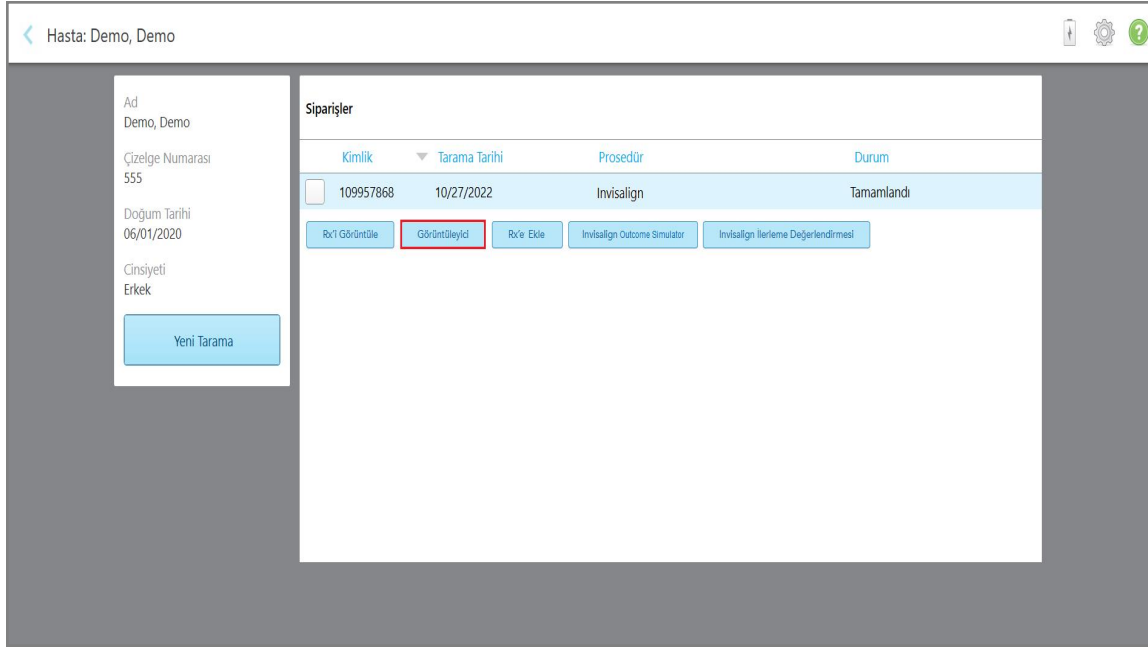 Hasta: Demo, Demo
?
Ad
Demo, Demo
Çizelge Numarası
555
Doğum Tarihi
06/01/2020
Cinsiyeti
Erkek
Yeni Tarama
Siparişler
Kimlik Tarama Tarihi Prosedür Durum
109957868 10/27/2022 Invisalign Tamamlandı
Rx'i Görüntüle Görüntüleyici Rx'e Ekle Invisalign Outcome Simulator Invisalign İlerleme Değerlendirmesi